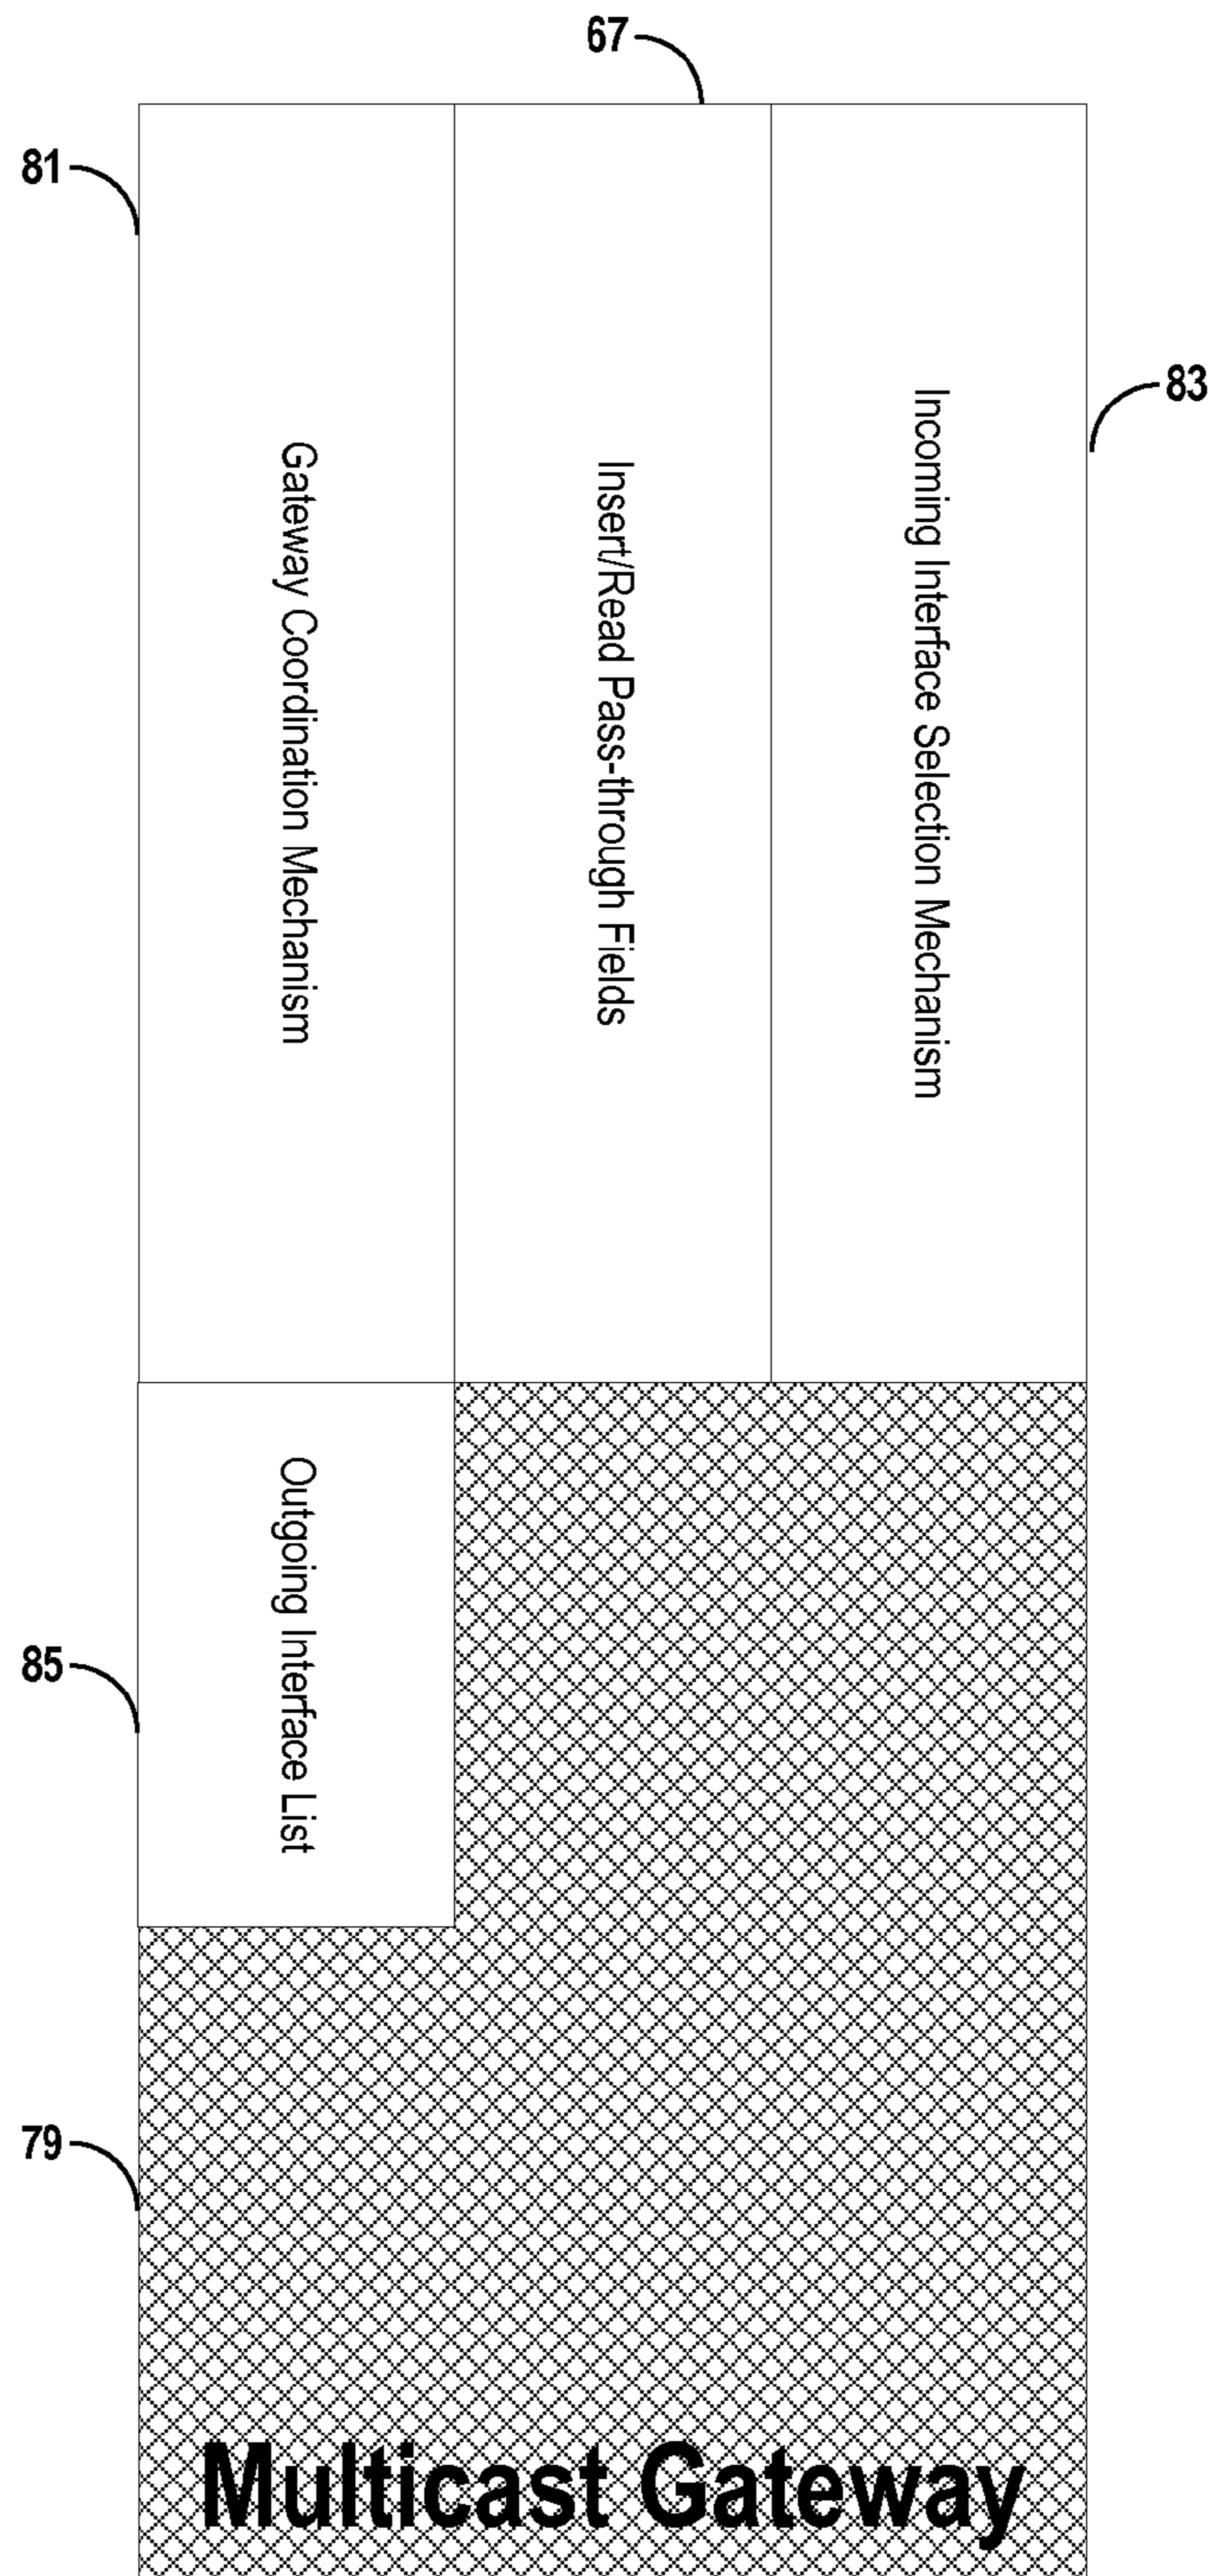 67
81
83
Gateway Coordination Mechanism
Insert/Read Pass-through Fields
Incoming Interface Selection Mechanism
Outgoing Interface List
85
79
Multicast Gateway